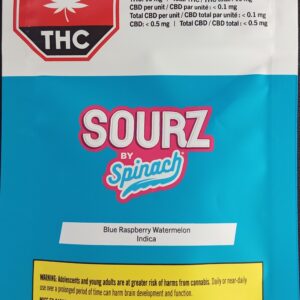 THC
CBD per unit / CBD par unité : < 0.1 mg
Total CBD per unit / CBD total par unité : < 0.1 mg
CBD: < 0.5 mg | Total CBD / CBD total: < 0.5 mg
SOURZ
BY
Spinach
Blue Raspberry Watermelon
Indica
WARNING: Adolescents and young adults are at greater risk of harms from cannabis. Daily or near-daily
use over a prolonged period of time can harm brain development and function.